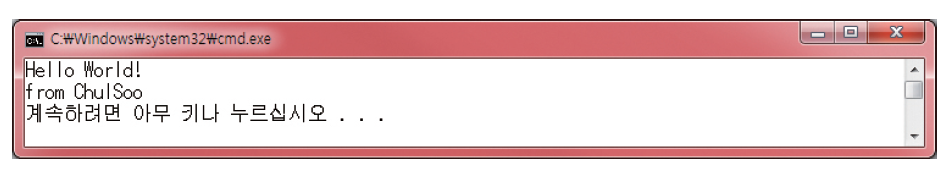 C:₩Windows₩system32₩cmd.exe
Hello World!
from ChulSoo
계속하려면 아무 키나 누르십시오 . . .